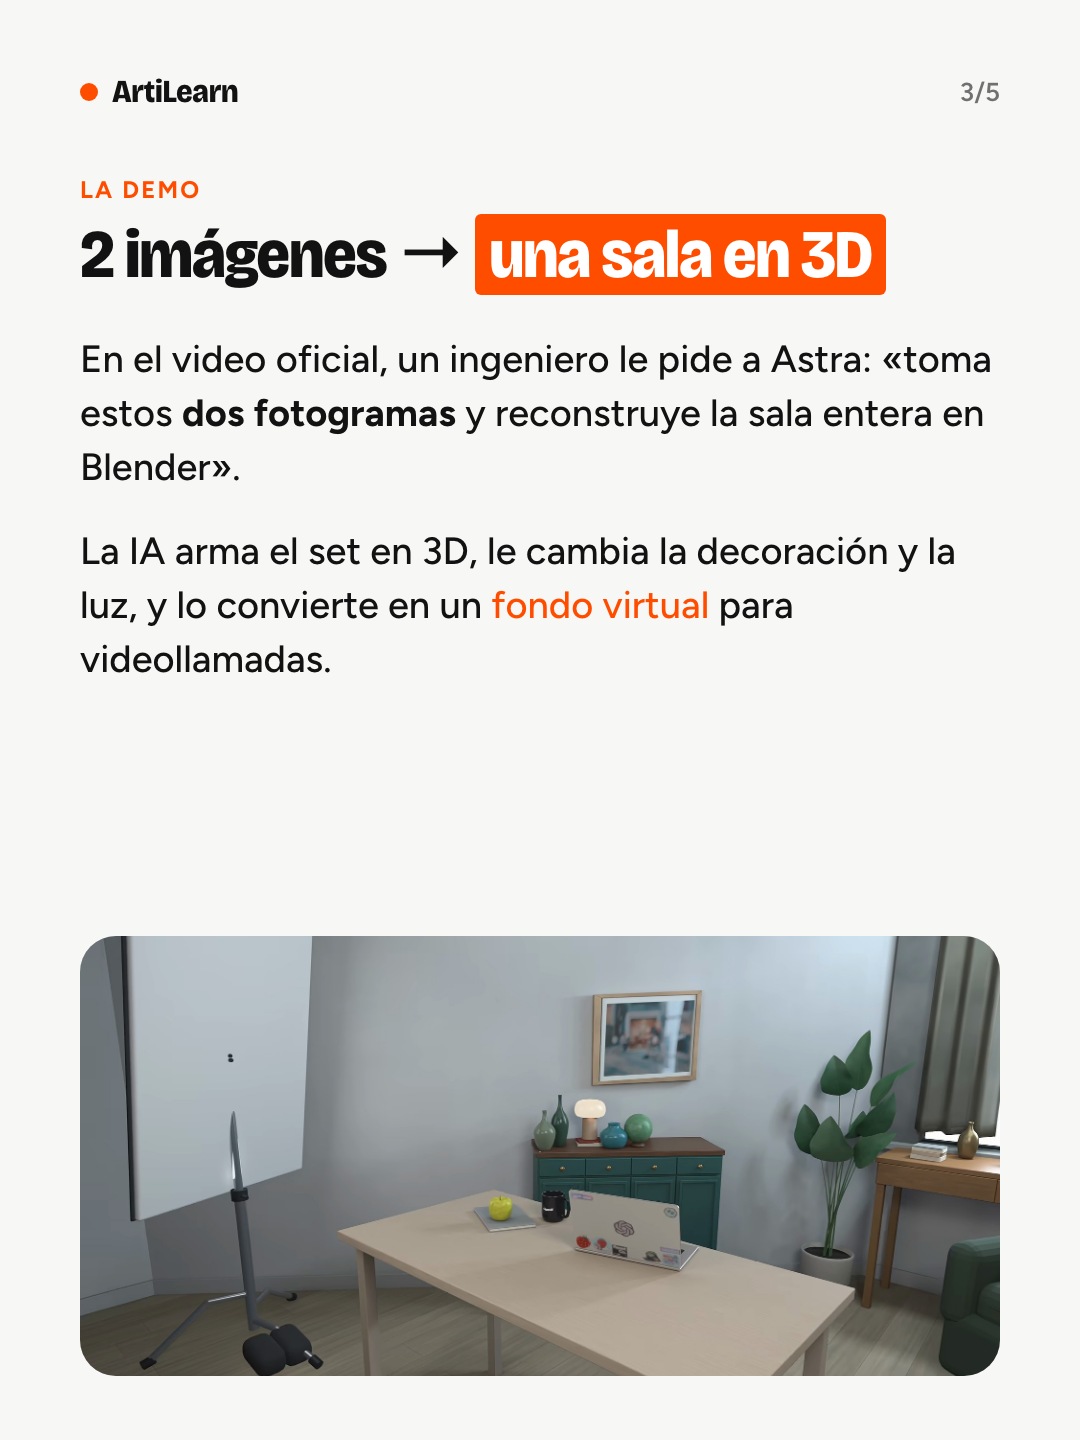 ArtiLearn
3/5
LA DEMO
2 imágenes → una sala en 3D
En el video oficial, un ingeniero le pide a Astra: «toma
estos dos fotogramas y reconstruye la sala entera en
Blender».
La IA arma el set en 3D, le cambia la decoración y la
luz, y lo convierte en un fondo virtual para
videollamadas.